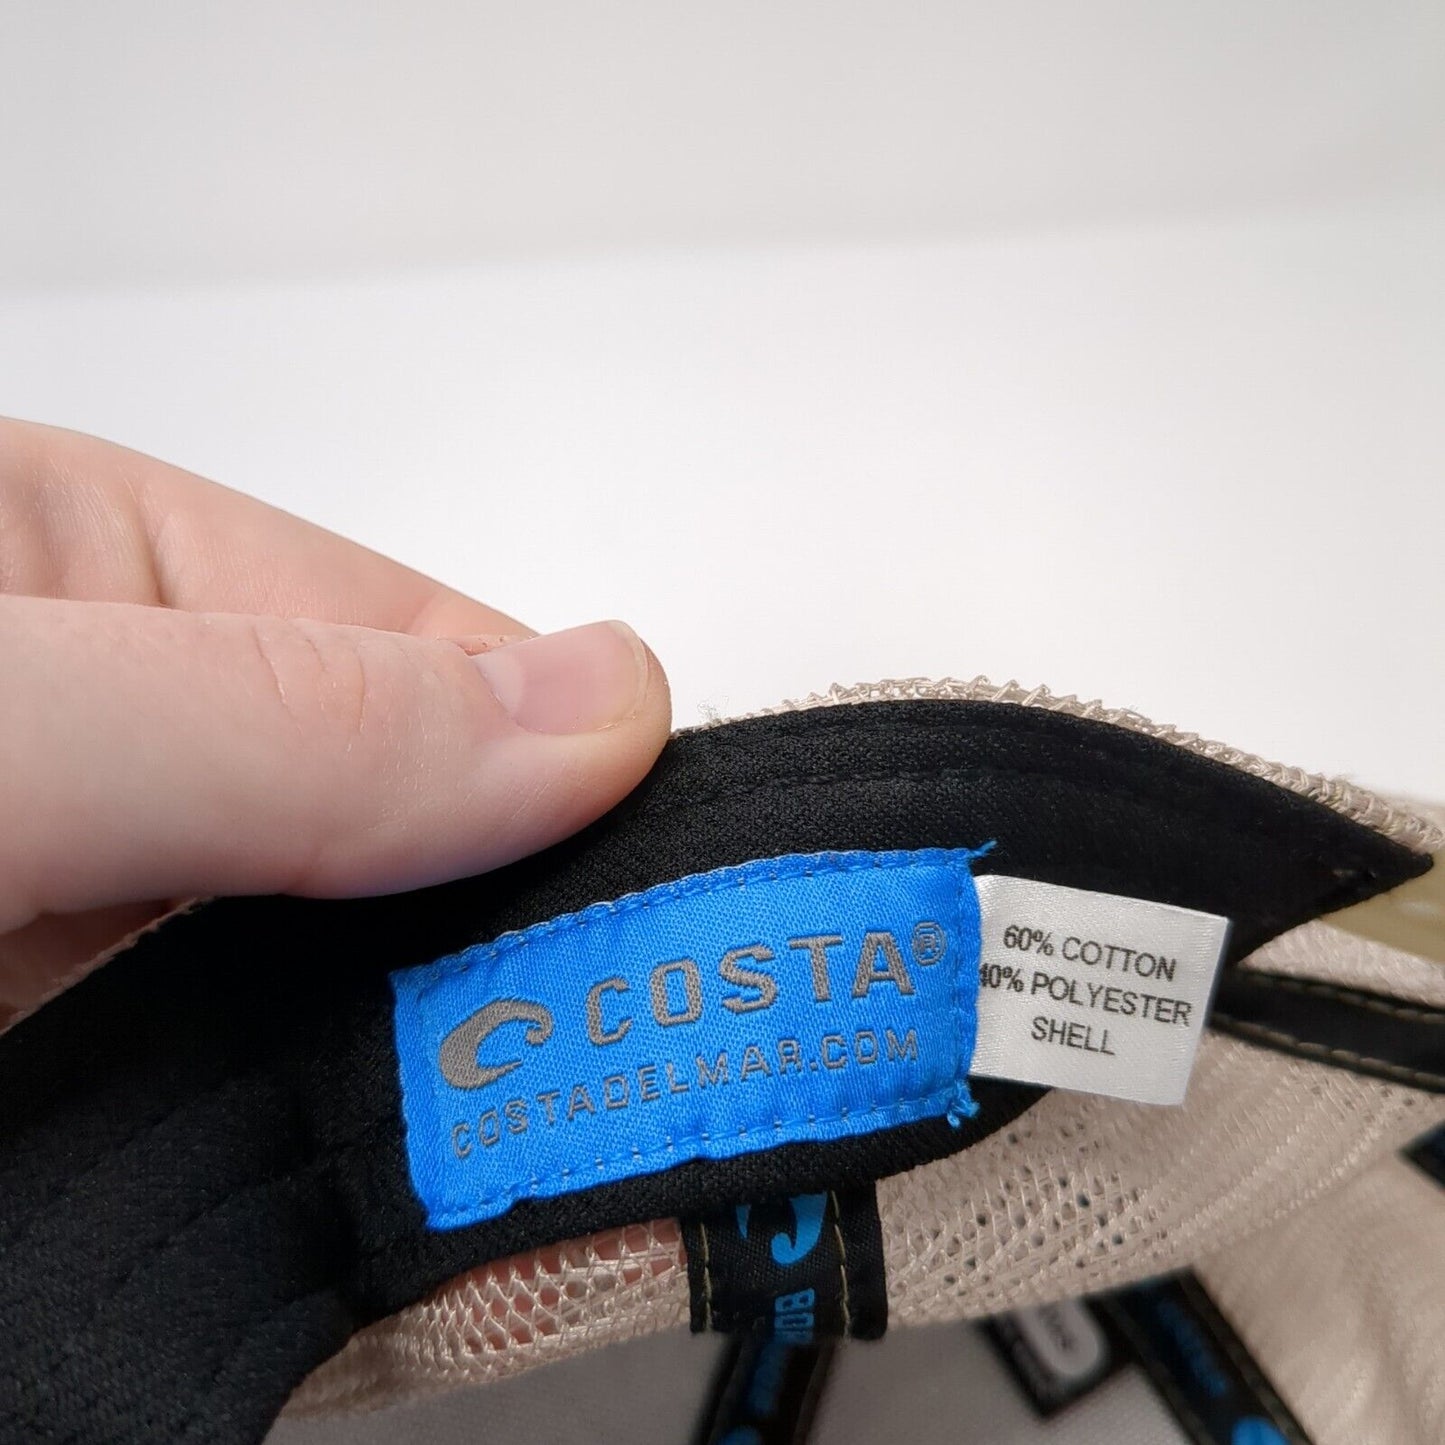 COSTA®
COSTADELMAR.COM
60% COTTON
40% POLYESTER
SHELL